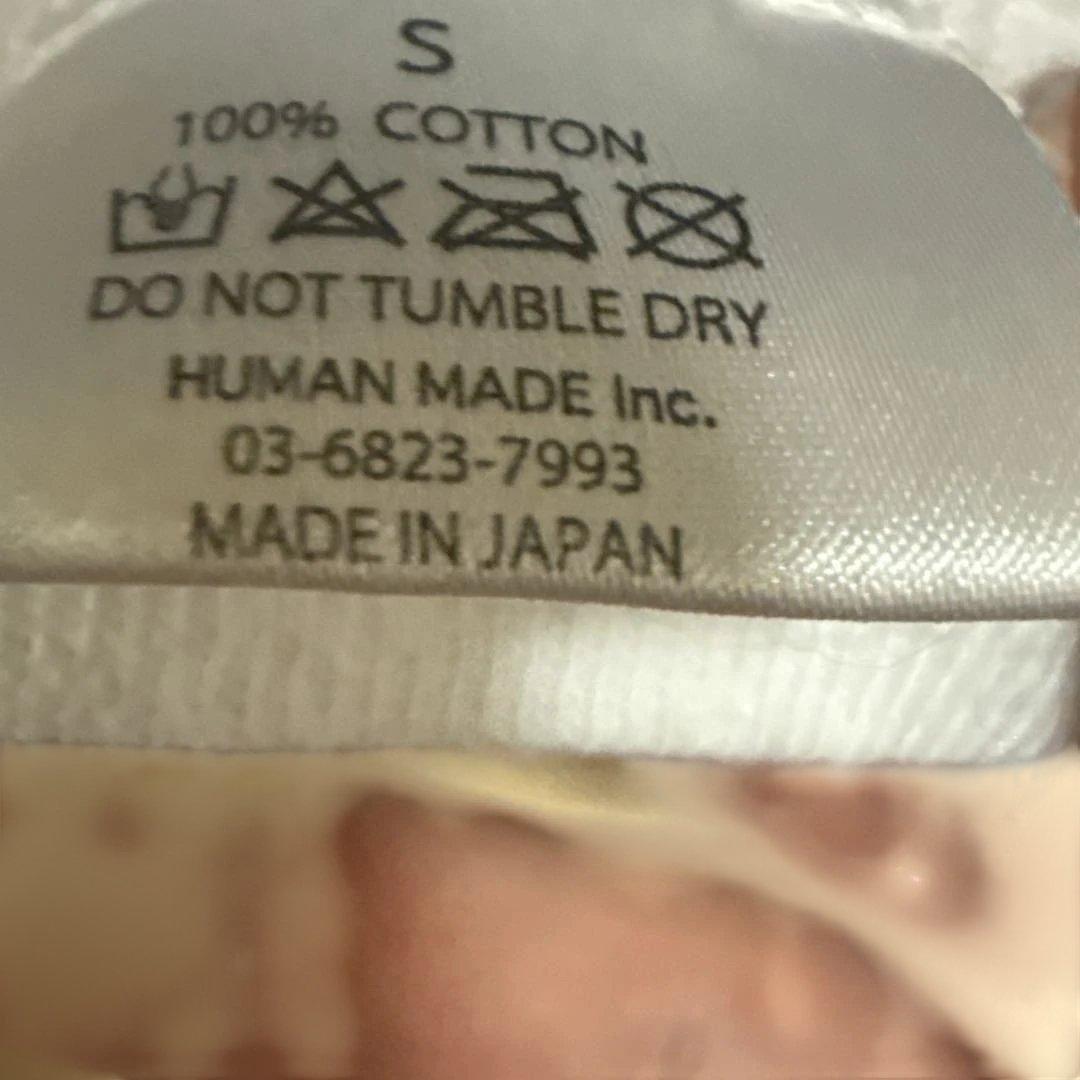 S
100% COTTON
DO NOT TUMBLE DRY
HUMAN MADE Inc.
03-6823-7993
MADE IN JAPAN